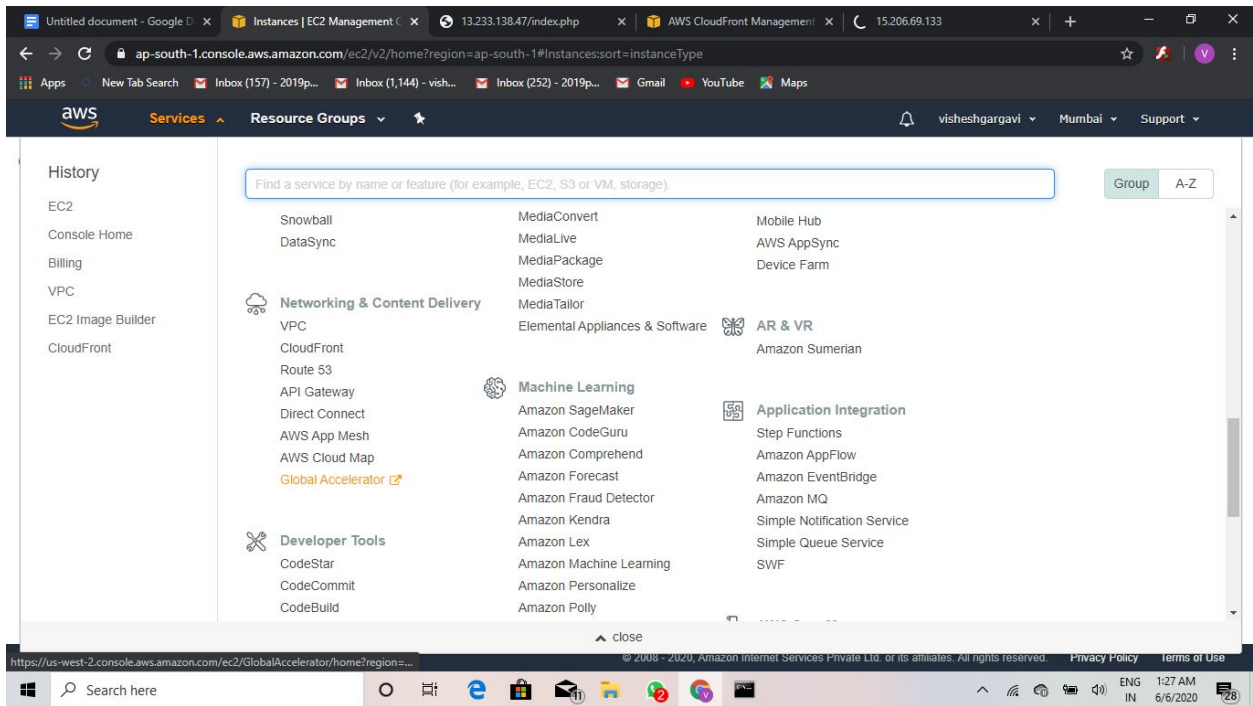 Untitled document - Google D
Instances | EC2 Management C
13.233.138.47/index.php
AWS CloudFront Management
15.206.69.133
ap-south-1.console.aws.amazon.com/ec2/v2/home?region=ap-south-1#Instances:sort=instanceType
V
Apps
New Tab Search
Inbox (157) - 2019p...
Inbox (1,144) - vish...
Inbox (252) - 2019p...
Gmail
YouTube
Maps
aws
Services
Resource Groups
visheshgargavi
Mumbai
Support
History
EC2
Console Home
Billing
VPC
EC2 Image Builder
CloudFront
Find a service by name or feature (for example, EC2, S3 or VM, storage).
Group
A-Z
Snowball
DataSync
Networking & Content Delivery
VPC
CloudFront
Route 53
API Gateway
Direct Connect
AWS App Mesh
AWS Cloud Map
Global Accelerator
Developer Tools
CodeStar
CodeCommit
CodeBuild
MediaConvert
MediaLive
MediaPackage
MediaStore
MediaTailor
Elemental Appliances & Software
Machine Learning
Amazon SageMaker
Amazon CodeGuru
Amazon Comprehend
Amazon Forecast
Amazon Fraud Detector
Amazon Kendra
Amazon Lex
Amazon Machine Learning
Amazon Personalize
Amazon Polly
Mobile Hub
AWS AppSync
Device Farm
AR & VR
Amazon Sumerian
Application Integration
Step Functions
Amazon AppFlow
Amazon EventBridge
Amazon MQ
Simple Notification Service
Simple Queue Service
SWF
close
https://us-west-2.console.aws.amazon.com/ec2/GlobalAccelerator/home?region=...
© 2008 - 2020, Amazon Internet Services Private Ltd. or its affiliates. All rights reserved.
Privacy Policy
Terms of Use
Search here
11
2
V
ENG
IN
1:27 AM
6/6/2020
28